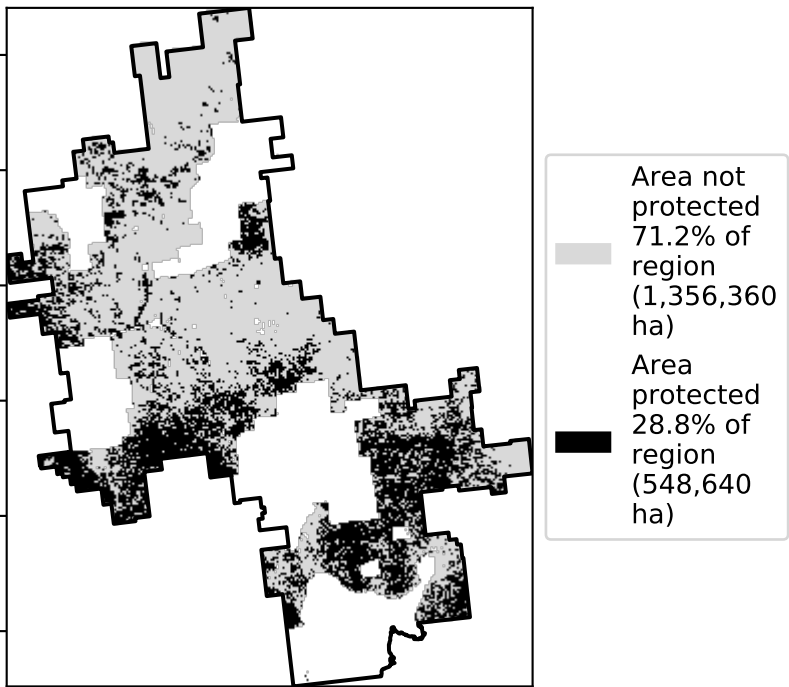 Area not
protected
71.2% of
region
(1,356,360
ha)
Area
protected
28.8% of
region
(548,640
ha)